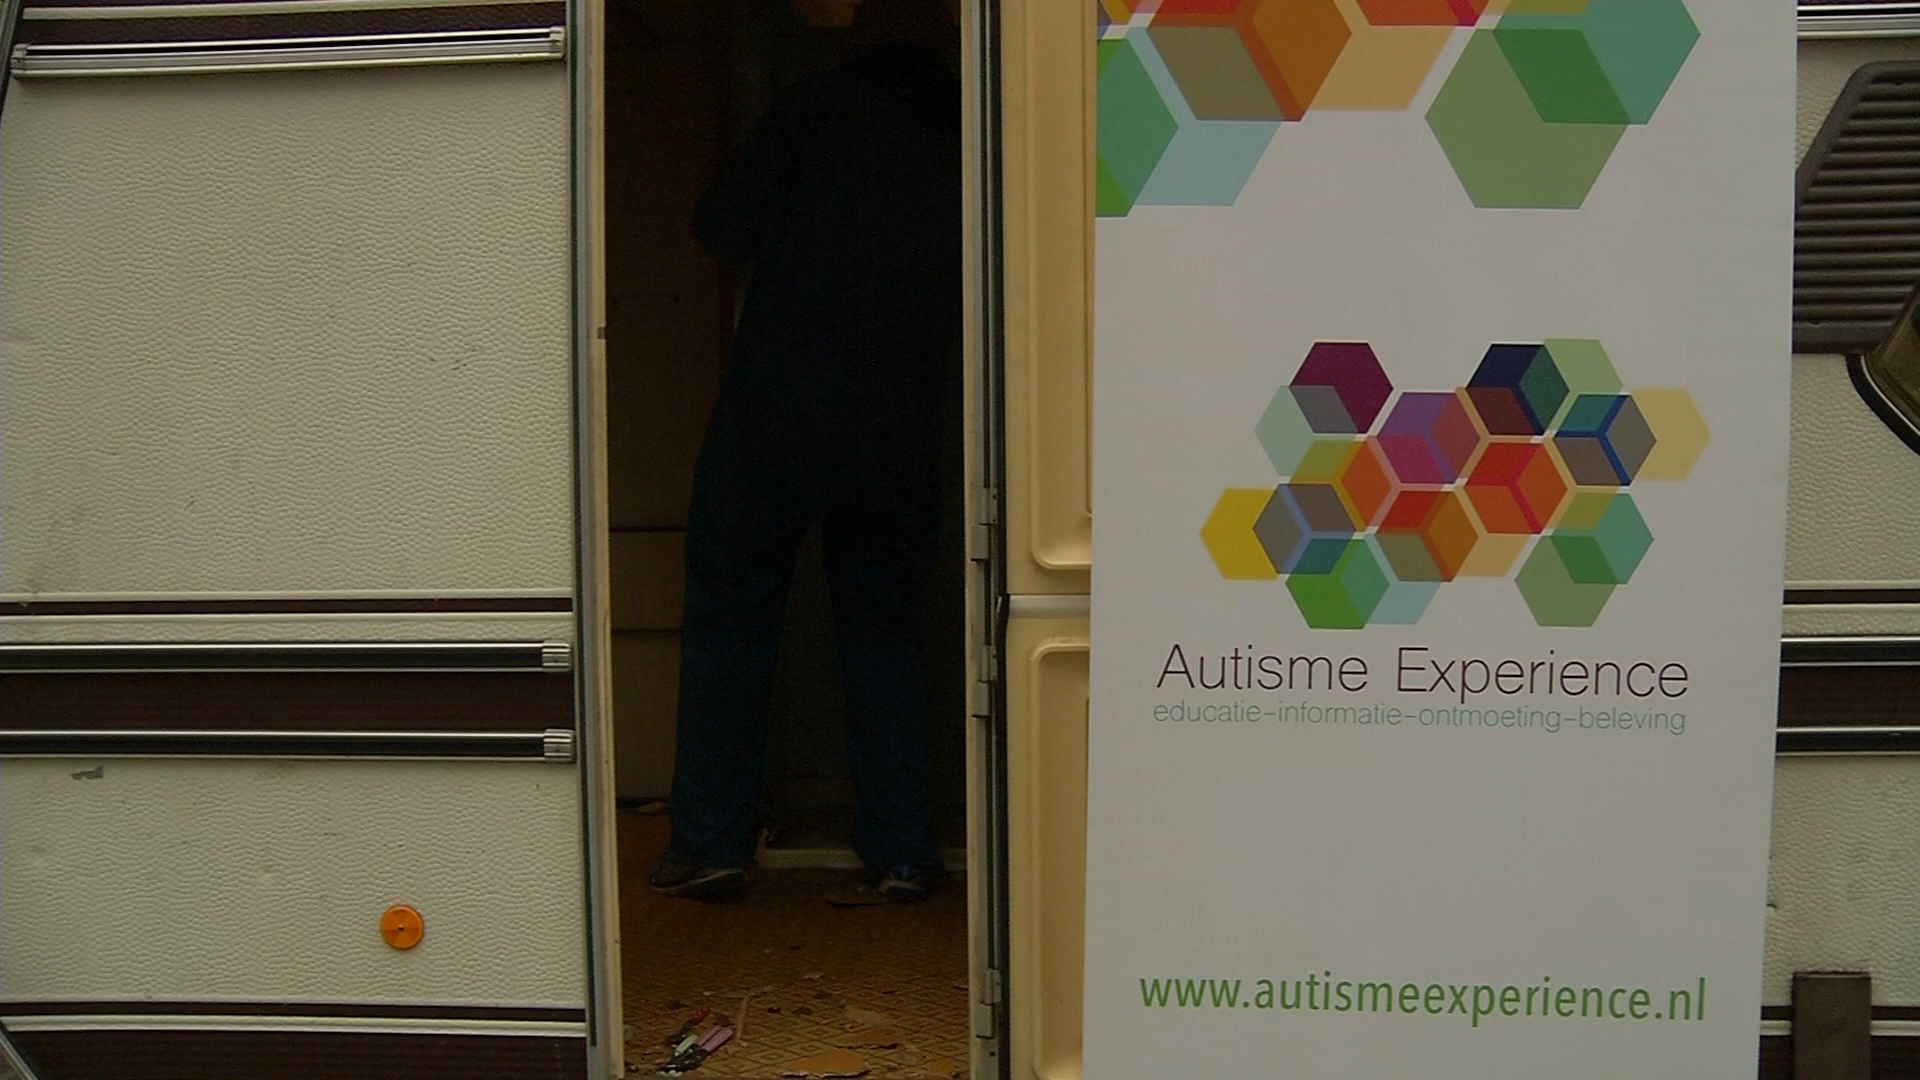 Autisme Experience
educatie-informatie-ontmoeting-beleving
www.autismeexperience.nl